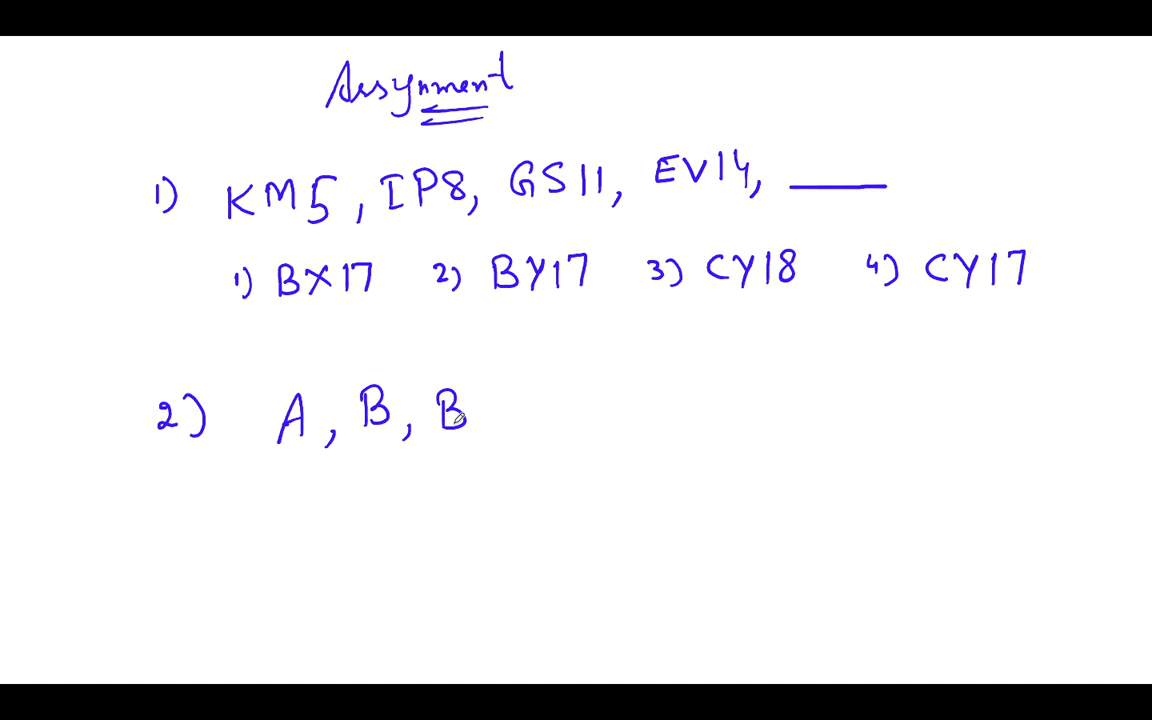 Assignment
1) KM5, IP8, GS11, EV14, ____
1) BX17 2) BY17 3) CY18 4) CY17
2) A, B, B